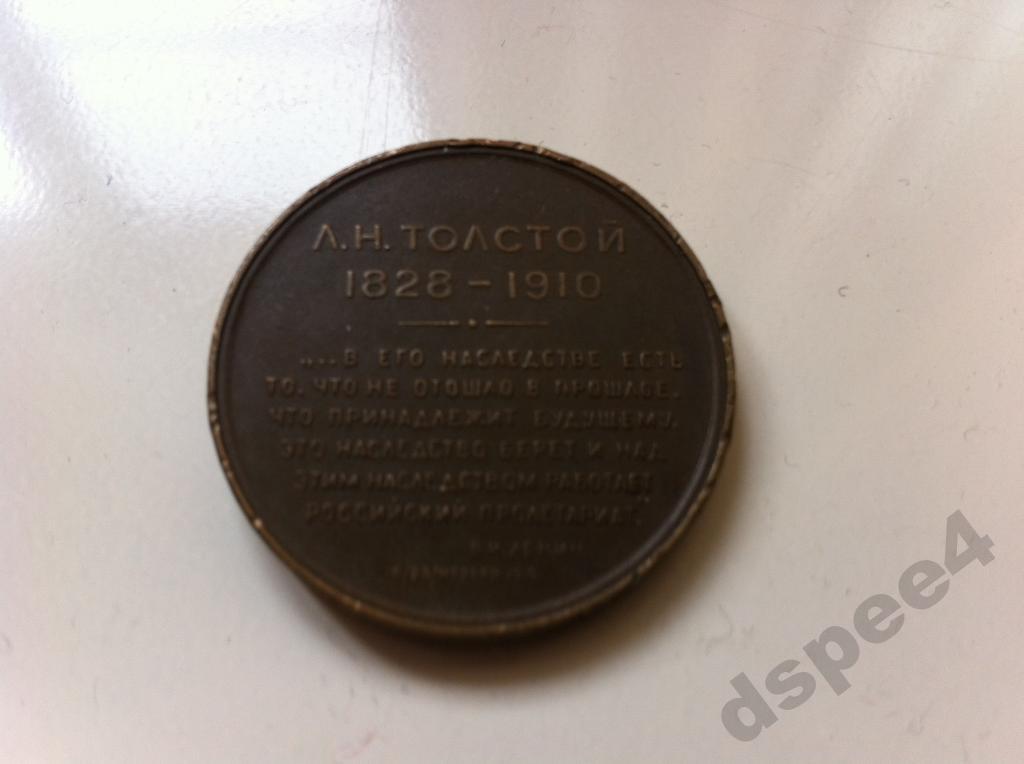 Л.Н. ТОЛСТОЙ
1828 – 1910
„...В ЕГО НАСЛЕДСТВЕ ЕСТЬ
ТО, ЧТО НЕ ОТОШЛО В ПРОШЛОЕ,
ЧТО ПРИНАДЛЕЖИТ БУДУЩЕМУ.
ЭТО НАСЛЕДСТВО БЕРЕТ И НАД
ЭТИМ НАСЛЕДСТВОМ РАБОТАЕТ
РОССИЙСКИЙ ПРОЛЕТАРИАТ.
В.И. ЛЕНИН
dspee4